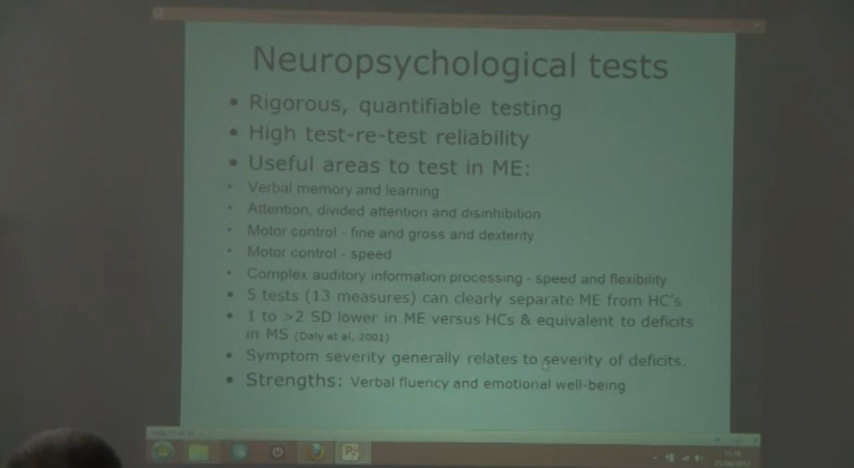 Neuropsychological tests
• Rigorous, quantifiable testing
• High test-re-test reliability
• Useful areas to test in ME:
• Verbal memory and learning
• Attention, divided attention and disinhibition
• Motor control - fine and gross and dexterity
• Motor control - speed
• Complex auditory information processing - speed and flexibility
• 5 tests (13 measures) can clearly separate ME from HC's
• 1 to >2 SD lower in ME versus HCs & equivalent to deficits
in MS (Daly et al, 2001)
• Symptom severity generally relates to severity of deficits.
• Strengths: Verbal fluency and emotional well-being